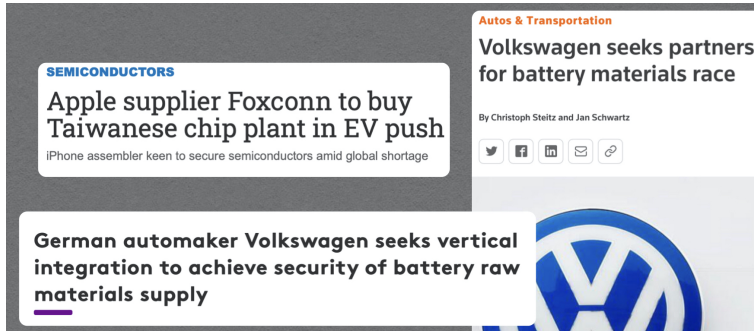 SEMICONDUCTORS
Apple supplier Foxconn to buy
Taiwanese chip plant in EV push
iPhone assembler keen to secure semiconductors amid global shortage
Autos & Transportation
Volkswagen seeks partners
for battery materials race
By Christoph Steitz and Jan Schwartz
German automaker Volkswagen seeks vertical
integration to achieve security of battery raw
materials supply